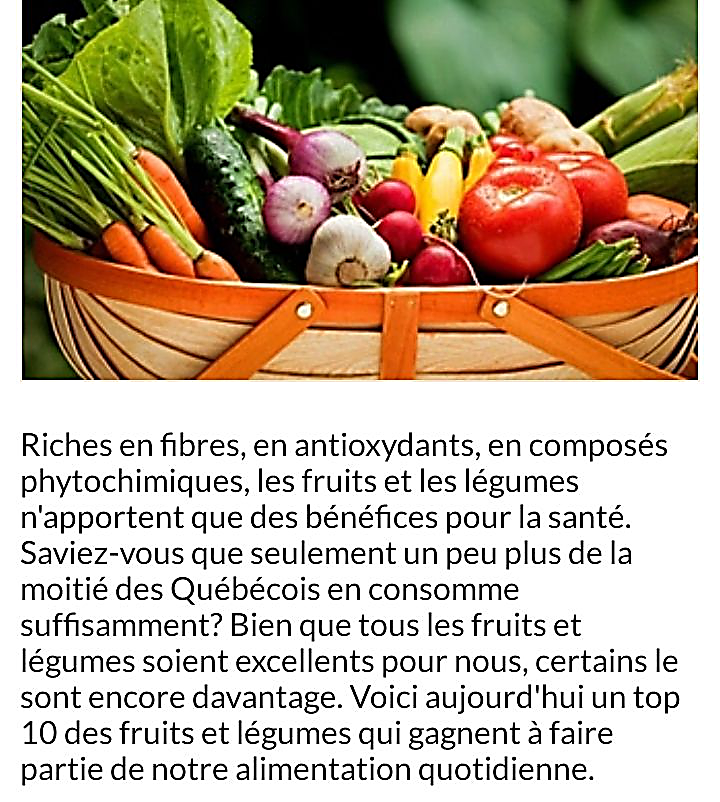 Riches en fibres, en antioxydants, en composés
phytochimiques, les fruits et les légumes
n'apportent que des bénéfices pour la santé.
Saviez-vous que seulement un peu plus de la
moitié des Québécois en consomme
suffisamment? Bien que tous les fruits et
légumes soient excellents pour nous, certains le
sont encore davantage. Voici aujourd'hui un top
10 des fruits et légumes qui gagnent à faire
partie de notre alimentation quotidienne.